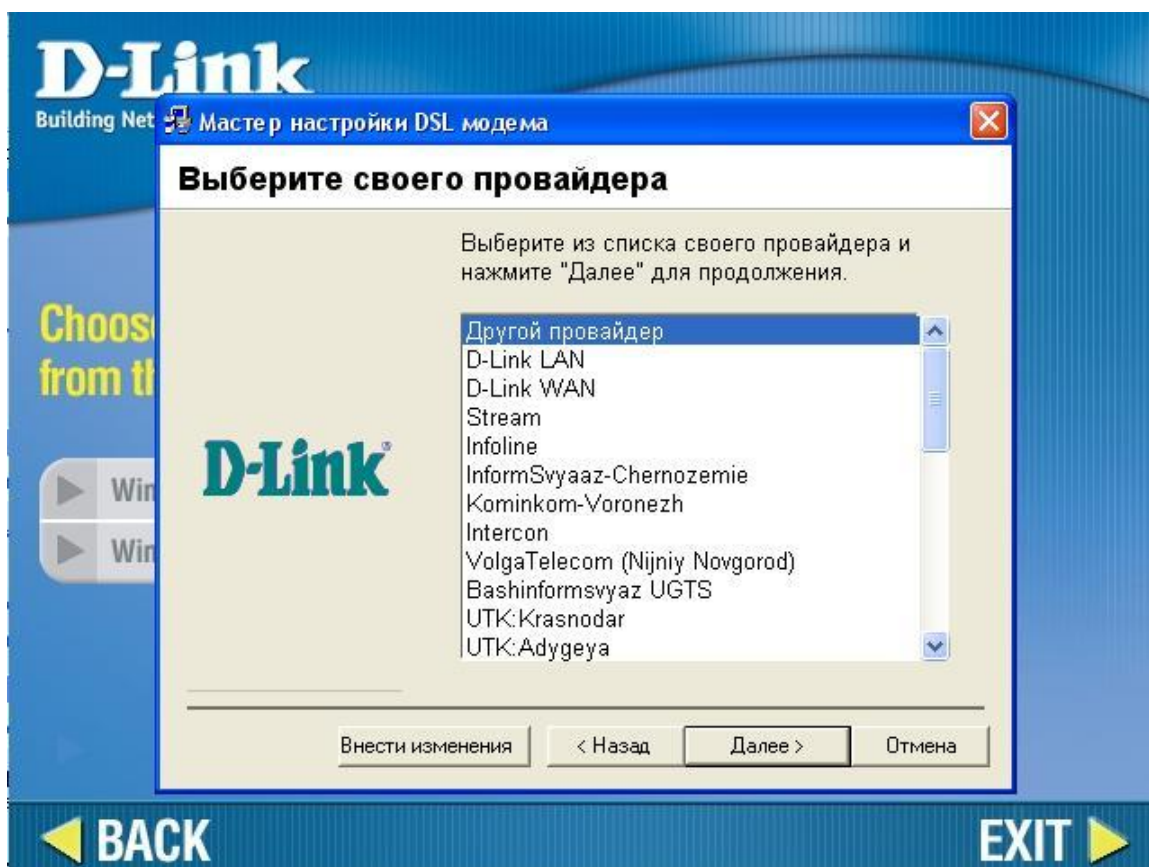 D-Link
Building Net
Мастер настройки DSL модема
Выберите своего провайдера
Выберите из списка своего провайдера и
нажмите "Далее" для продолжения.
Choos
from th
D-Link
Win
Win
Другой провайдер
D-Link LAN
D-Link WAN
Stream
Infoline
InformSvyaaz-Chernozemie
Kominkom-Voronezh
Intercon
VolgaTelecom (Nijniy Novgorod)
Bashinformsvyaz UGTS
UTK:Krasnodar
UTK:Adygeya
Внести изменения
< Назад
Далее >
Отмена
BACK
EXIT